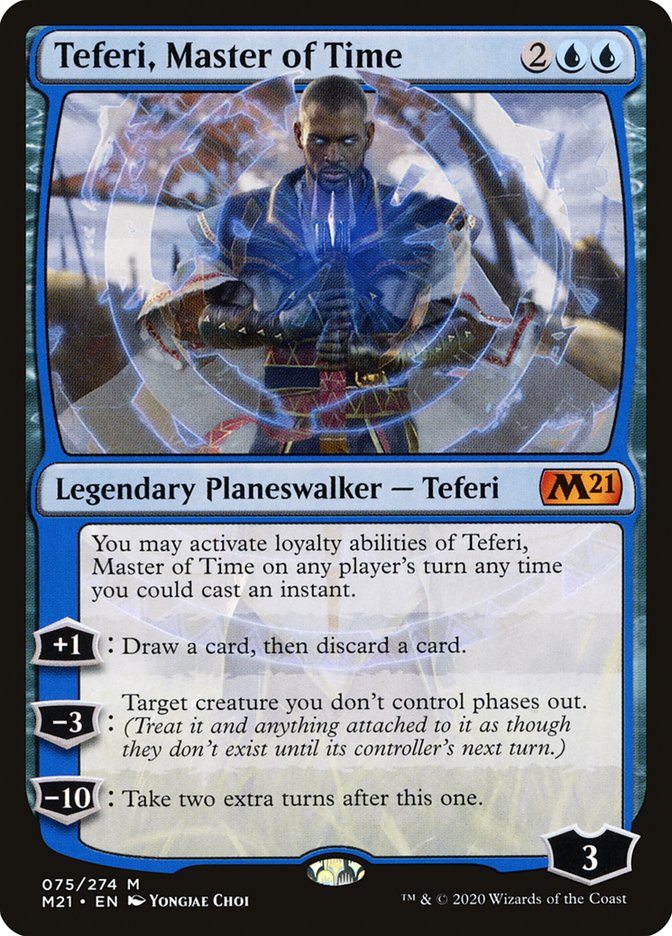 Teferi, Master of Time 2
Legendary Planeswalker — Teferi M21
You may activate loyalty abilities of Teferi,
Master of Time on any player's turn any time
you could cast an instant.
+1: Draw a card, then discard a card.
−3: Target creature you don't control phases out.
(Treat it and anything attached to it as though
they don't exist until its controller's next turn.)
−10: Take two extra turns after this one.
3
075/274 M
M21 • EN Yongjae Choi
™ & © 2020 Wizards of the Coast